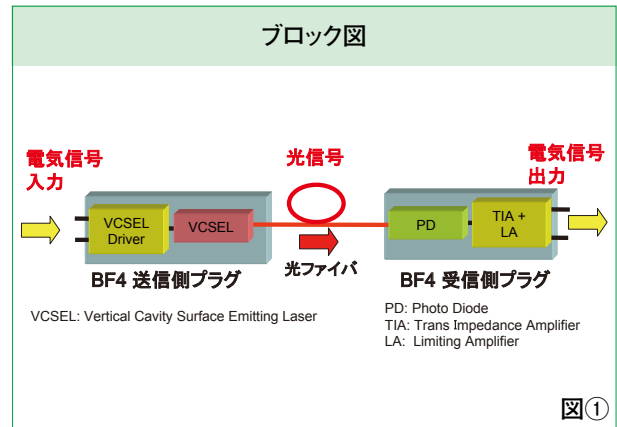 ブロック図
電気信号
入力
光信号
電気信号
出力
VCSEL
Driver
VCSEL
PD
TIA +
LA
BF4 送信側プラグ
光ファイバ
BF4 受信側プラグ
VCSEL: Vertical Cavity Surface Emitting Laser
PD: Photo Diode
TIA: Trans Impedance Amplifier
LA: Limiting Amplifier
図①